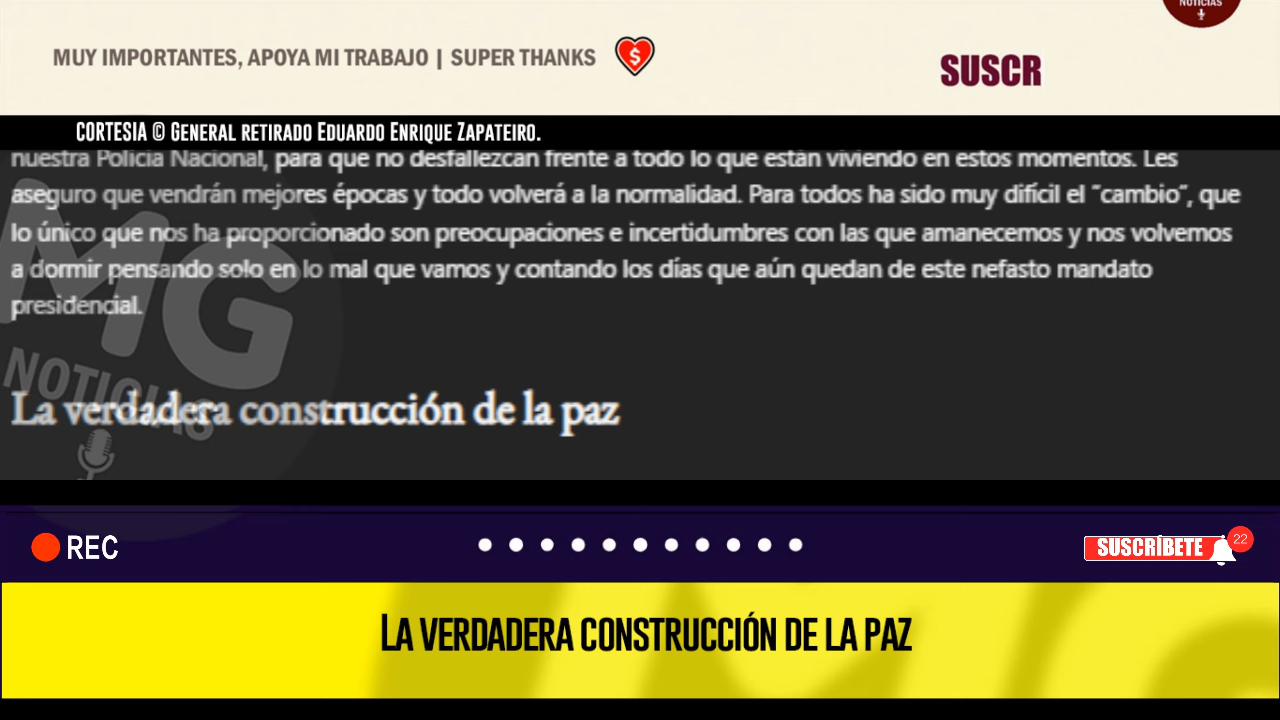 NOTICIAS
MUY IMPORTANTES, APOYA MI TRABAJO | SUPER THANKS $
SUSCR
CORTESIA © GENERAL RETIRADO EDUARDO ENRIQUE ZAPATEIRO.
nuestra Policía Nacional, para que no desfallezcan frente a todo lo que están viviendo en estos momentos. Les
aseguro que vendrán mejores épocas y todo volverá a la normalidad. Para todos ha sido muy difícil el “cambio”, que
lo único que nos ha proporcionado son preocupaciones e incertidumbres con las que amanecemos y nos volvemos
a dormir pensando solo en lo mal que vamos y contando los días que aún quedan de este nefasto mandato
presidencial.
MG
NOTICIAS
La verdadera construcción de la paz
REC
SUSCRÍBETE 22
LA VERDADERA CONSTRUCCIÓN DE LA PAZ